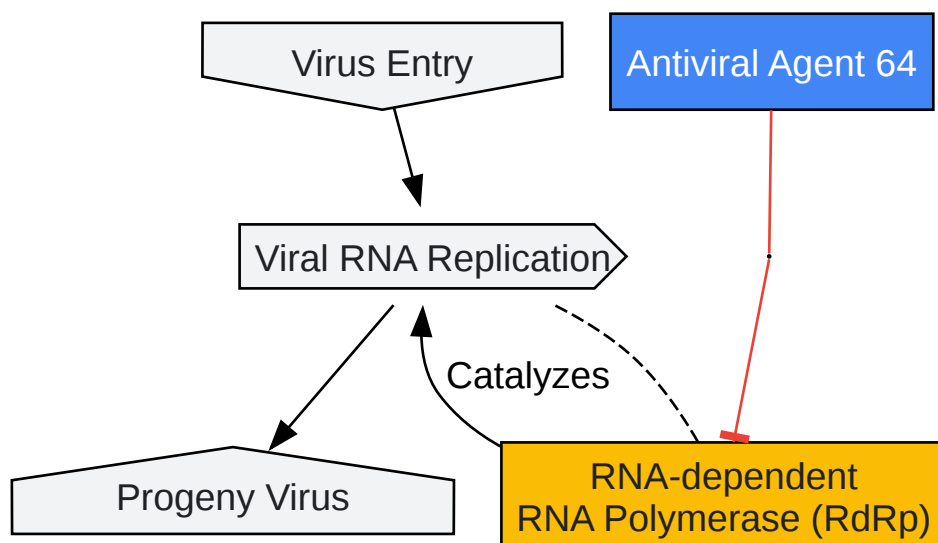 Virus Entry
Antiviral Agent 64
Viral RNA Replication
Catalyzes
Progeny Virus
RNA-dependent
RNA Polymerase (RdRp)